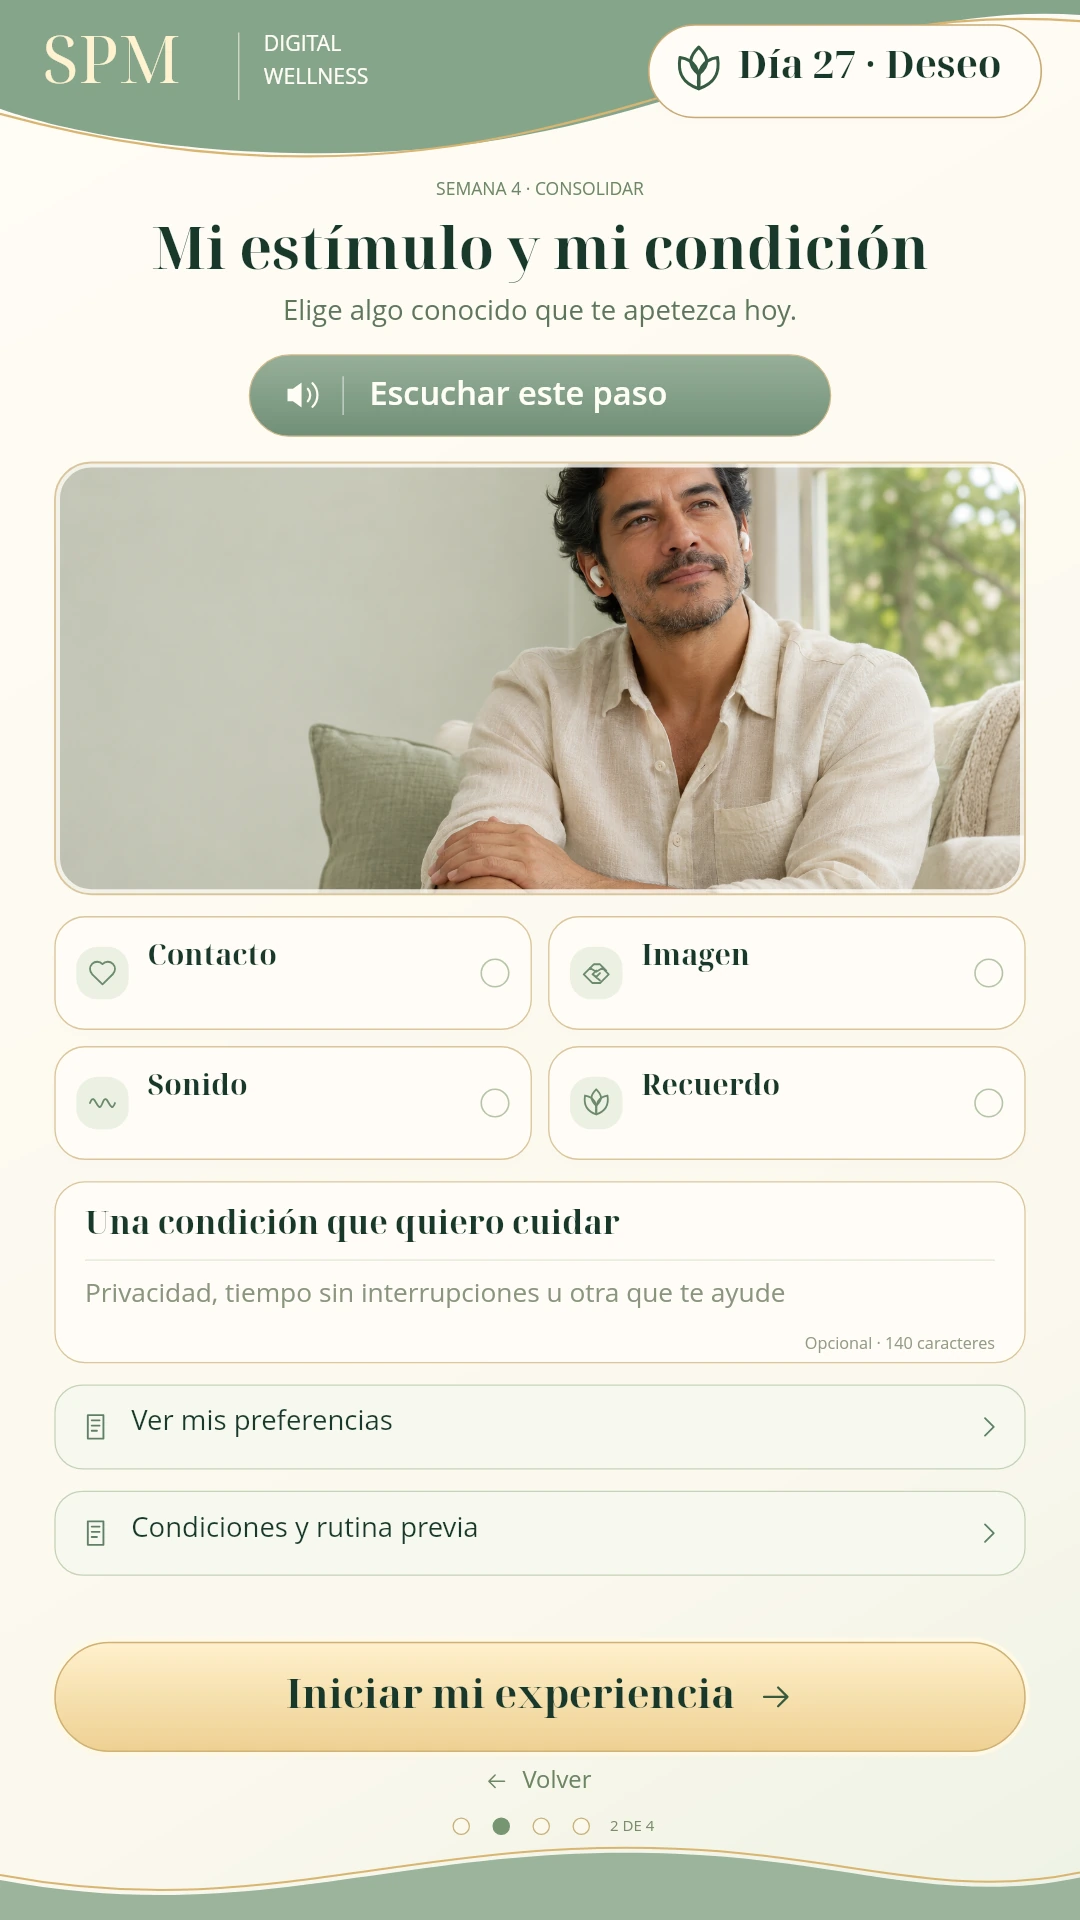 SPM
DIGITAL
WELLNESS
Día 27 · Deseo
SEMANA 4 · CONSOLIDAR
Mi estímulo y mi condición
Elige algo conocido que te apetezca hoy.
Escuchar este paso
Contacto
Imagen
Sonido
Recuerdo
Una condición que quiero cuidar
Privacidad, tiempo sin interrupciones u otra que te ayude
Opcional · 140 caracteres
Ver mis preferencias
Condiciones y rutina previa
Iniciar mi experiencia →
← Volver
2 DE 4